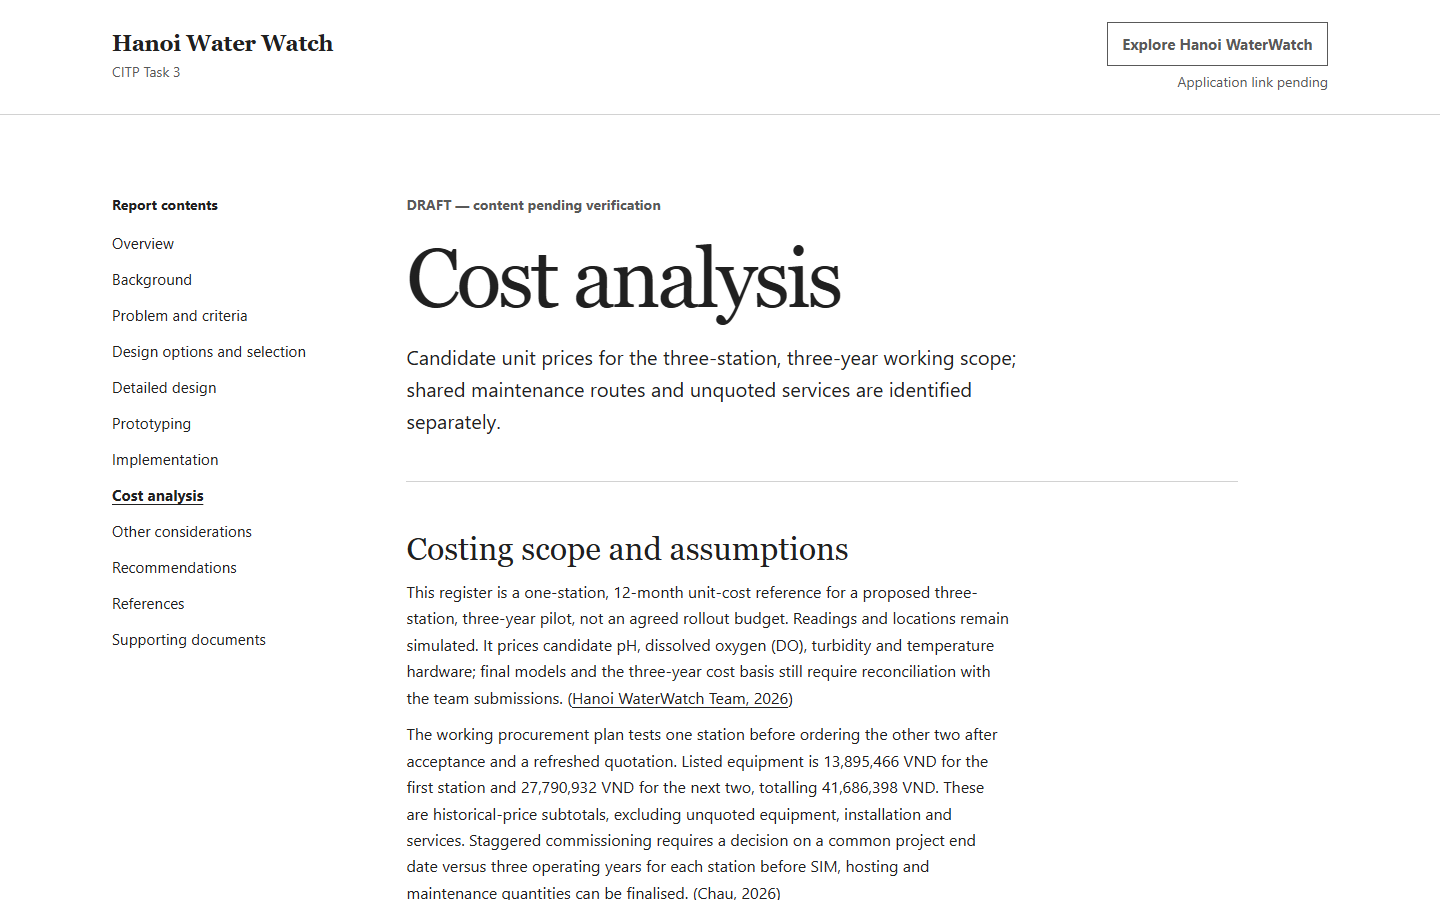 Hanoi Water Watch
CITP Task 3
Explore Hanoi WaterWatch
Application link pending
Report contents
Overview
Background
Problem and criteria
Design options and selection
Detailed design
Prototyping
Implementation
Cost analysis
Other considerations
Recommendations
References
Supporting documents
DRAFT — content pending verification
Cost analysis
Candidate unit prices for the three-station, three-year working scope;
shared maintenance routes and unquoted services are identified
separately.
Costing scope and assumptions
This register is a one-station, 12-month unit-cost reference for a proposed three-
station, three-year pilot, not an agreed rollout budget. Readings and locations remain
simulated. It prices candidate pH, dissolved oxygen (DO), turbidity and temperature
hardware; final models and the three-year cost basis still require reconciliation with
the team submissions. (Hanoi WaterWatch Team, 2026)
The working procurement plan tests one station before ordering the other two after
acceptance and a refreshed quotation. Listed equipment is 13,895,466 VND for the
first station and 27,790,932 VND for the next two, totalling 41,686,398 VND. These
are historical-price subtotals, excluding unquoted equipment, installation and
services. Staggered commissioning requires a decision on a common project end
date versus three operating years for each station before SIM, hosting and
maintenance quantities can be finalised. (Chau, 2026)